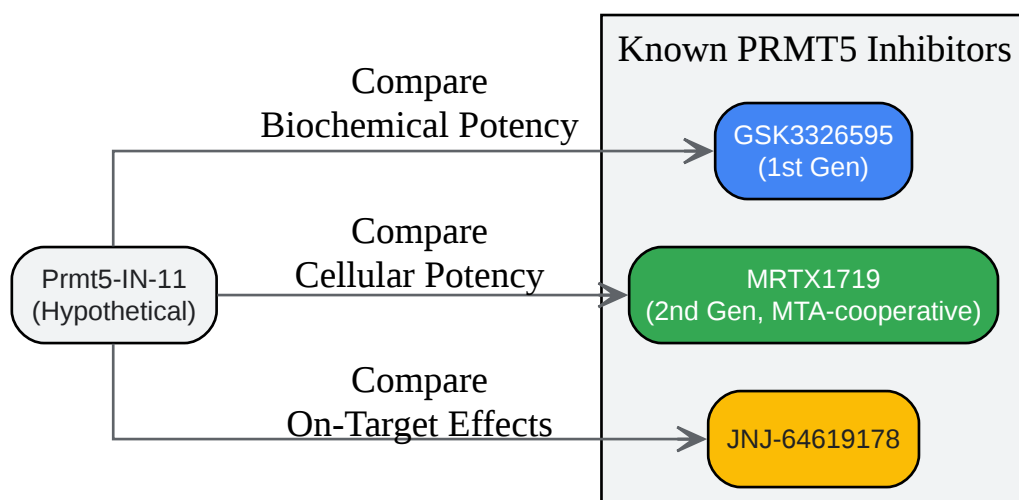 Known PRMT5 Inhibitors
Compare
Biochemical Potency
GSK3326595
(1st Gen)
Prmt5-IN-11
(Hypothetical)
Compare
Cellular Potency
MRTX1719
(2nd Gen, MTA-cooperative)
Compare
On-Target Effects
JNJ-64619178